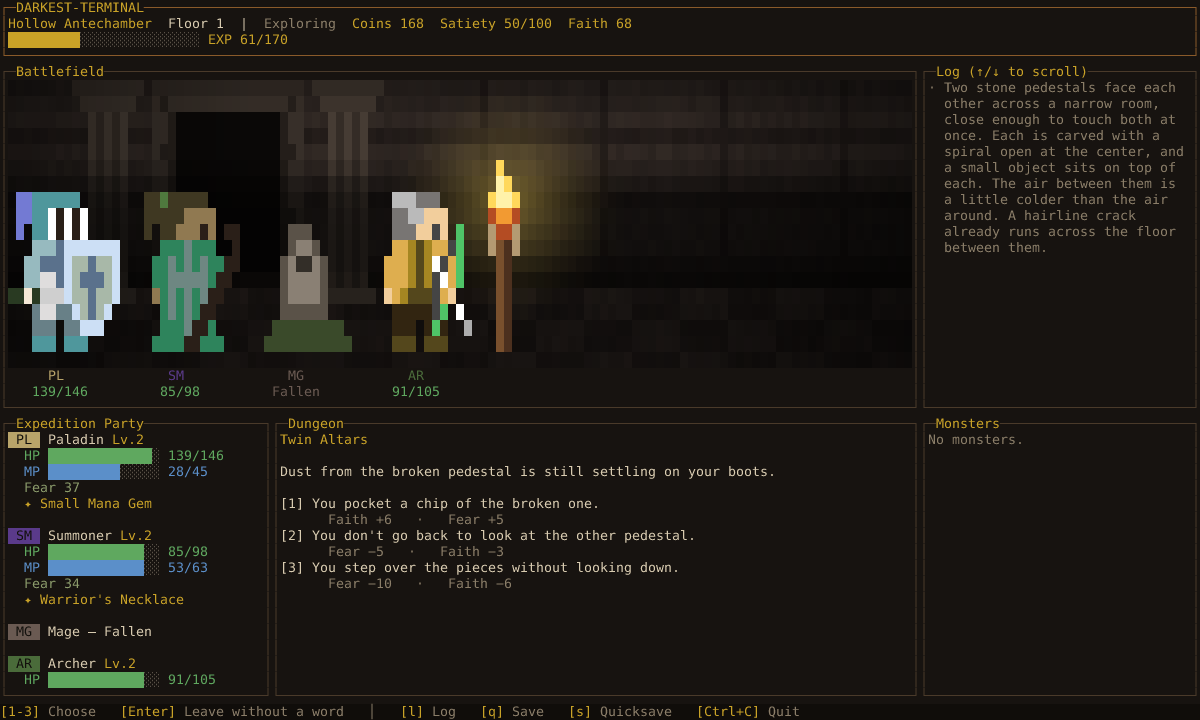 DARKEST-TERMINAL
Hollow Antechamber  Floor 1  |  Exploring  Coins 168  Satiety 50/100  Faith 68
EXP 61/170
Battlefield
PL SM MG AR
139/146 85/98 Fallen 91/105
Log (↑/↓ to scroll)
· Two stone pedestals face each
other across a narrow room,
close enough to touch both at
once. Each is carved with a
spiral open at the center, and
a small object sits on top of
each. The air between them is
a little colder than the air
around. A hairline crack
already runs across the floor
between them.
Expedition Party
PL Paladin Lv.2
HP 139/146
MP 28/45
Fear 37
✦ Small Mana Gem
SM Summoner Lv.2
HP 85/98
MP 53/63
Fear 34
✦ Warrior's Necklace
MG Mage — Fallen
AR Archer Lv.2
HP 91/105
Dungeon
Twin Altars
Dust from the broken pedestal is still settling on your boots.
[1] You pocket a chip of the broken one.
Faith +6 · Fear +5
[2] You don't go back to look at the other pedestal.
Fear −5 · Faith −3
[3] You step over the pieces without looking down.
Fear −10 · Faith −6
Monsters
No monsters.
[1-3] Choose  [Enter] Leave without a word  |  [l] Log  [q] Save  [s] Quicksave  [Ctrl+C] Quit